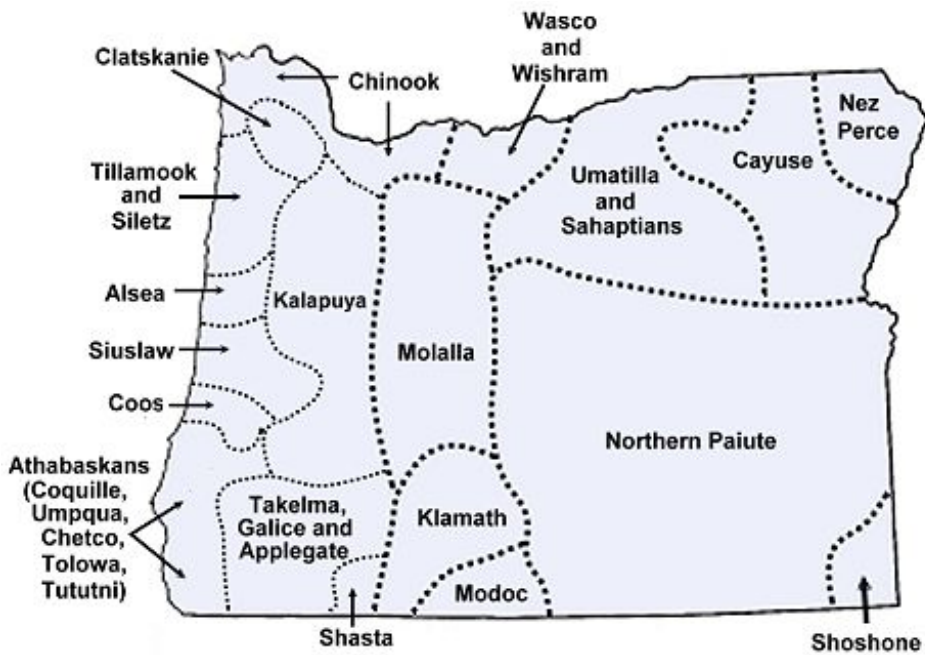 Wasco
and
Wishram
Clatskanie
Chinook
Nez
Perce
Cayuse
Tillamook
and
Siletz
Umatilla
and
Sahaptians
Alsea
Kalapuya
Siuslaw
Molalla
Coos
Northern Paiute
Athabaskans
(Coquille,
Umpqua,
Chetco,
Tolowa,
Tututni)
Takelma,
Galice and
Applegate
Klamath
Modoc
Shasta
Shoshone